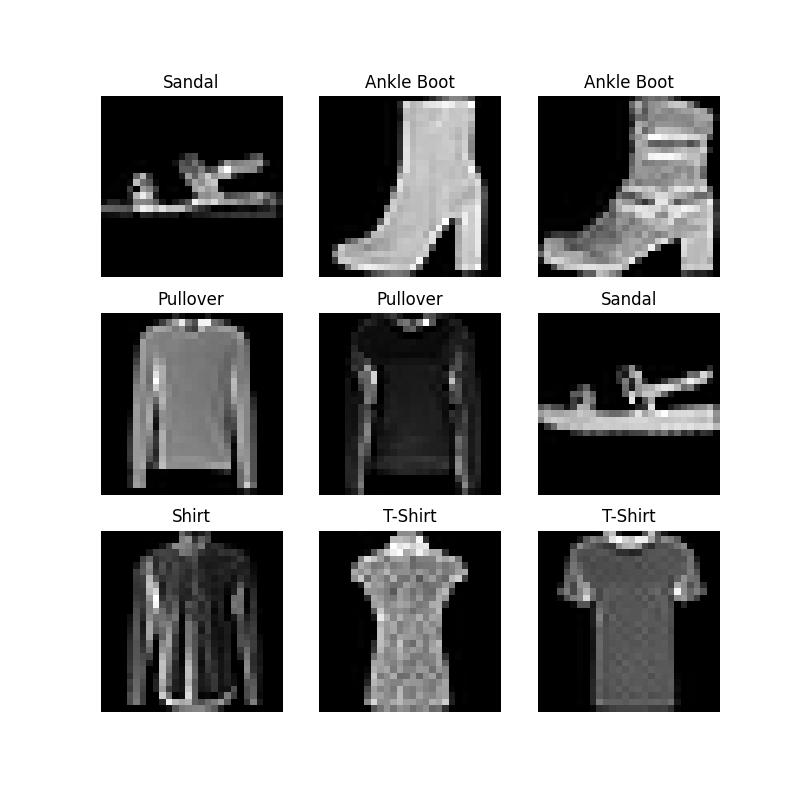 Sandal
Ankle Boot
Ankle Boot
Pullover
Pullover
Sandal
Shirt
T-Shirt
T-Shirt